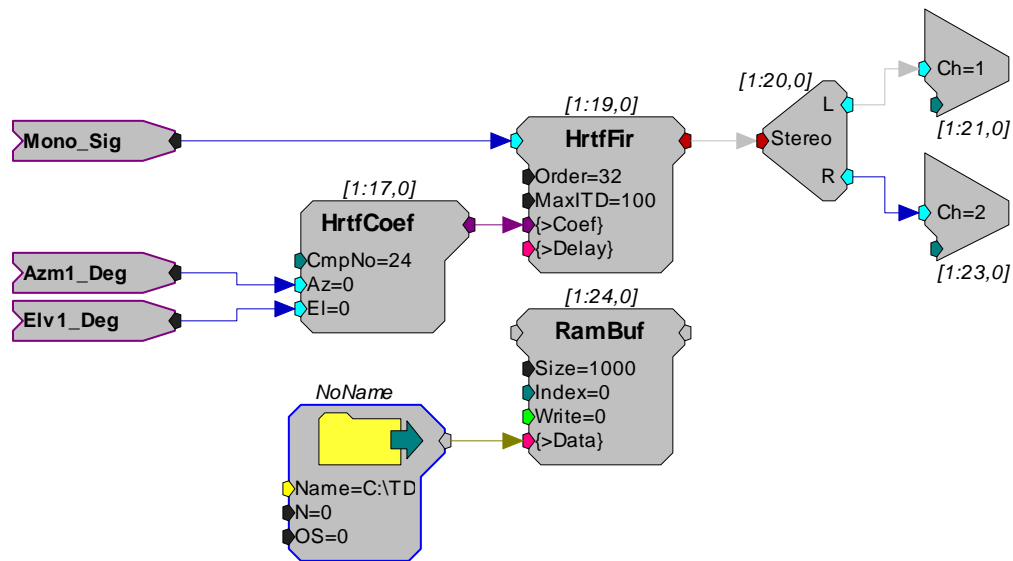 Mono_Sig
Azm1_Deg
Elv1_Deg
[1:17,0]
HrtfCoef
CmpNo=24
Az=0
El=0
[1:19,0]
HrtfFir
Order=32
MaxITD=100
{>Coef}
{>Delay}
[1:20,0]
L
Stereo
R
Ch=1
[1:21,0]
Ch=2
[1:23,0]
[1:24,0]
RamBuf
Size=1000
Index=0
Write=0
{>Data}
NoName
Name=C:\TD
N=0
OS=0